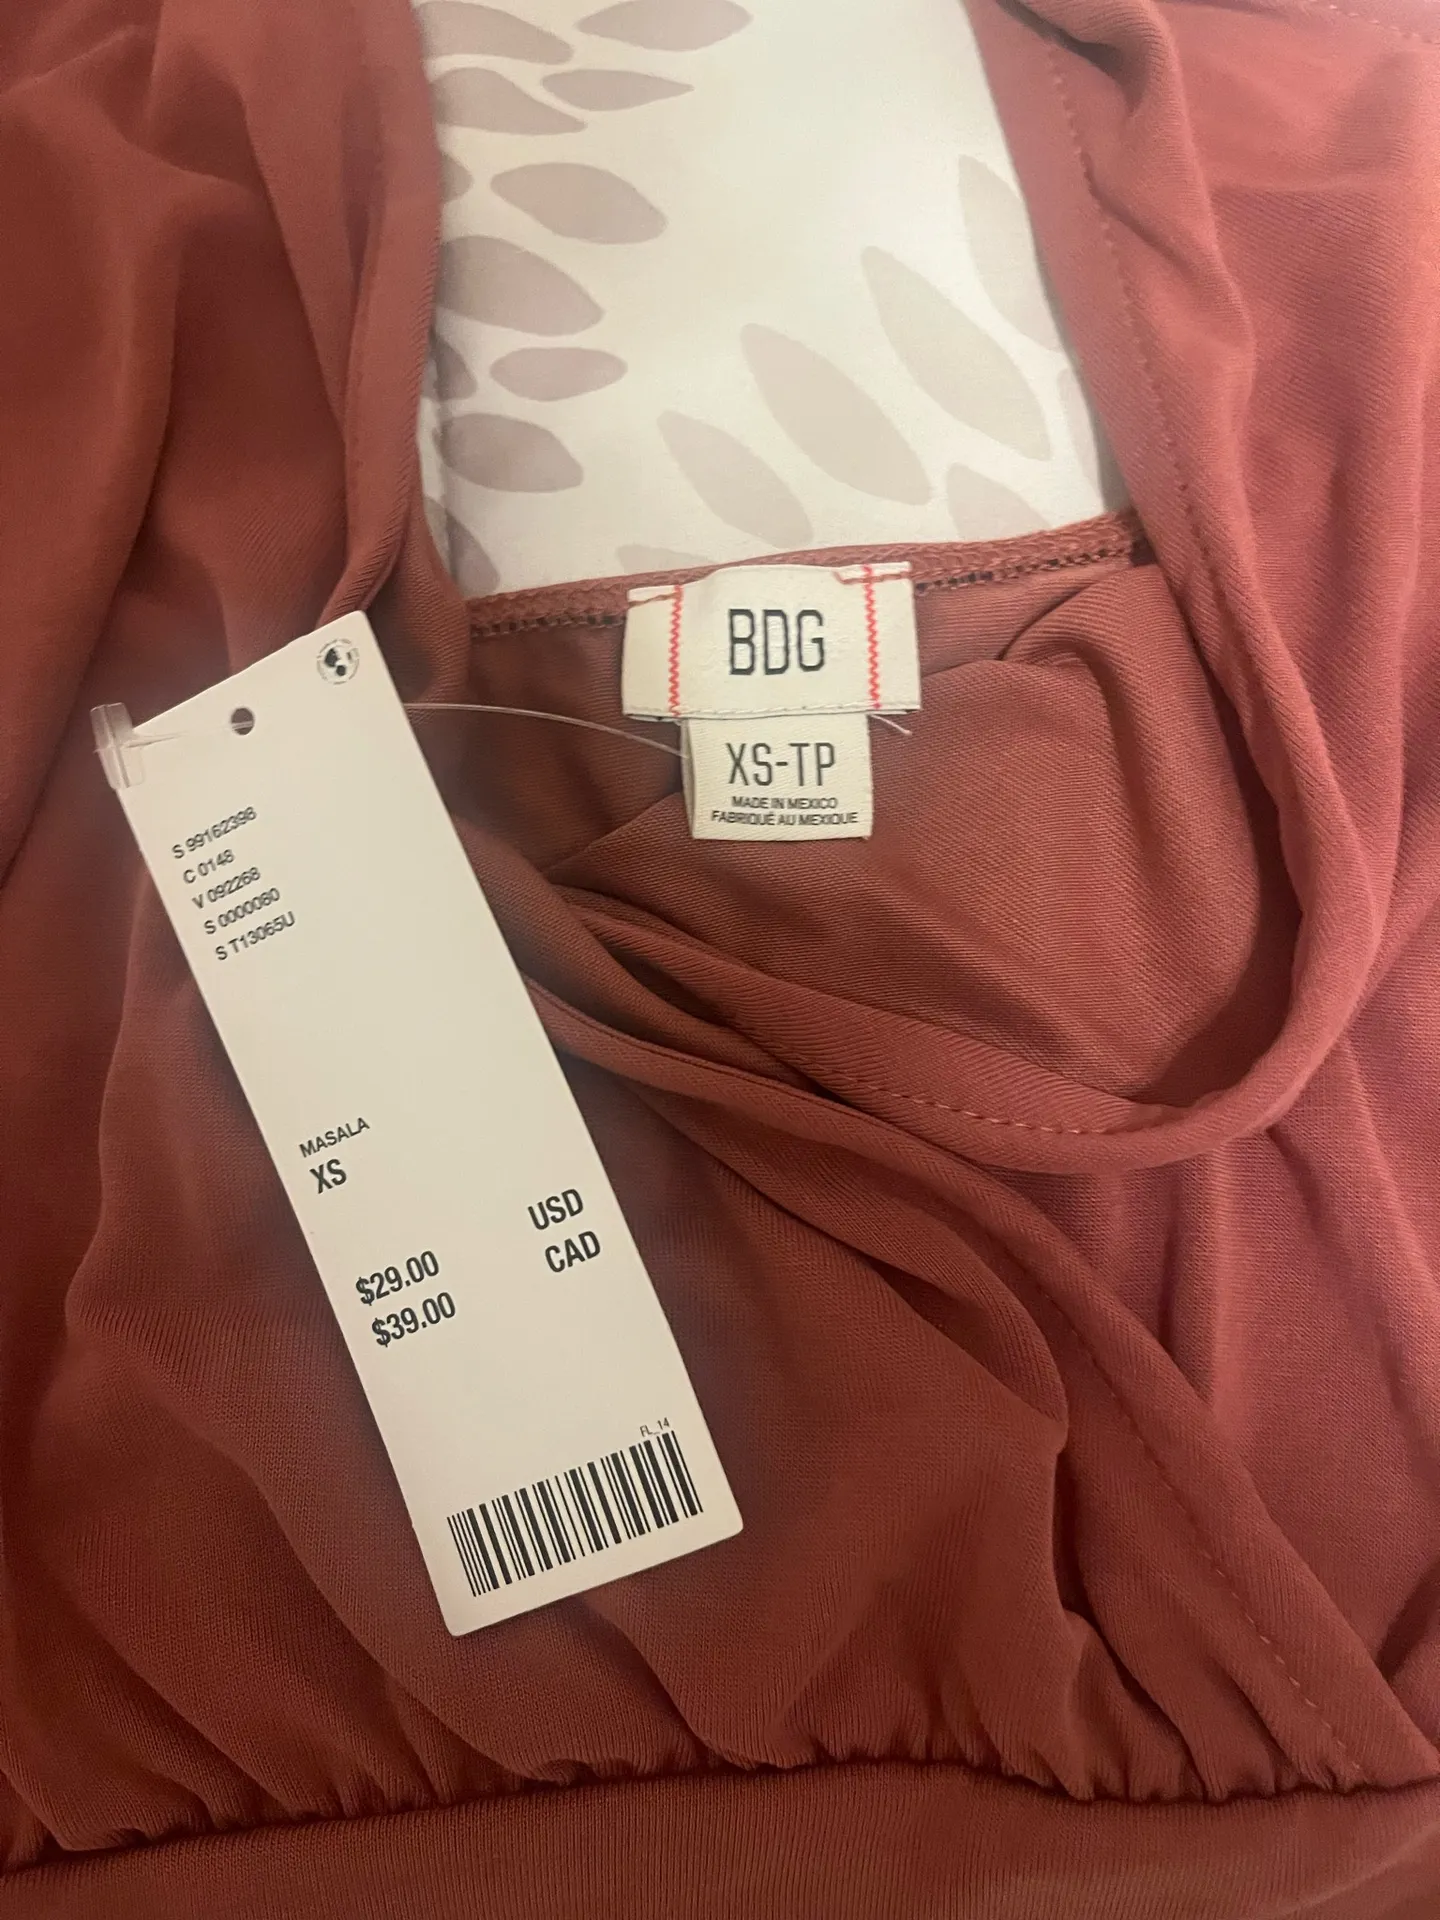 BDG
XS-TP
MADE IN MEXICO
FABRIQUÉ AU MEXIQUE
S 99162398
C 0148
V 092268
S 0000080
S T13065U
MASALA
XS
USD
$29.00
CAD
$39.00
FL_14